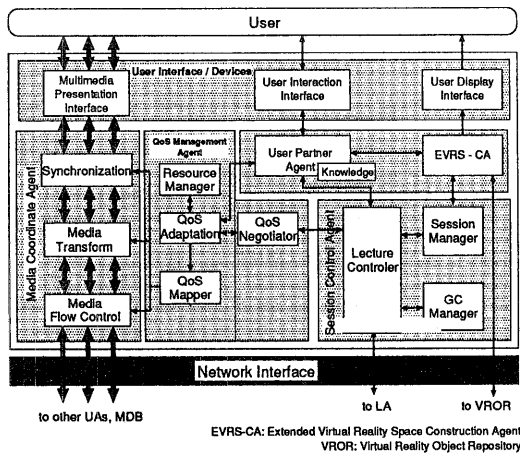 User
User Interface / Devices
Multimedia
Presentation
Interface
User Interaction
Interface
User Display
Interface
QoS Management
Agent
User Partner
Agent
Knowledge
EVRS - CA
Media Coordinate Agent
Synchronization
Resource
Manager
Media
Transform
QoS
Adaptation
QoS
Negotiator
QoS
Mapper
Media
Flow Control
Session Control Agent
Lecture
Controler
Session
Manager
GC
Manager
Network Interface
to other UAs, MDB
to LA
to VROR
EVRS-CA: Extended Virtual Reality Space Construction Agent
VROR: Virtual Reality Object Repository